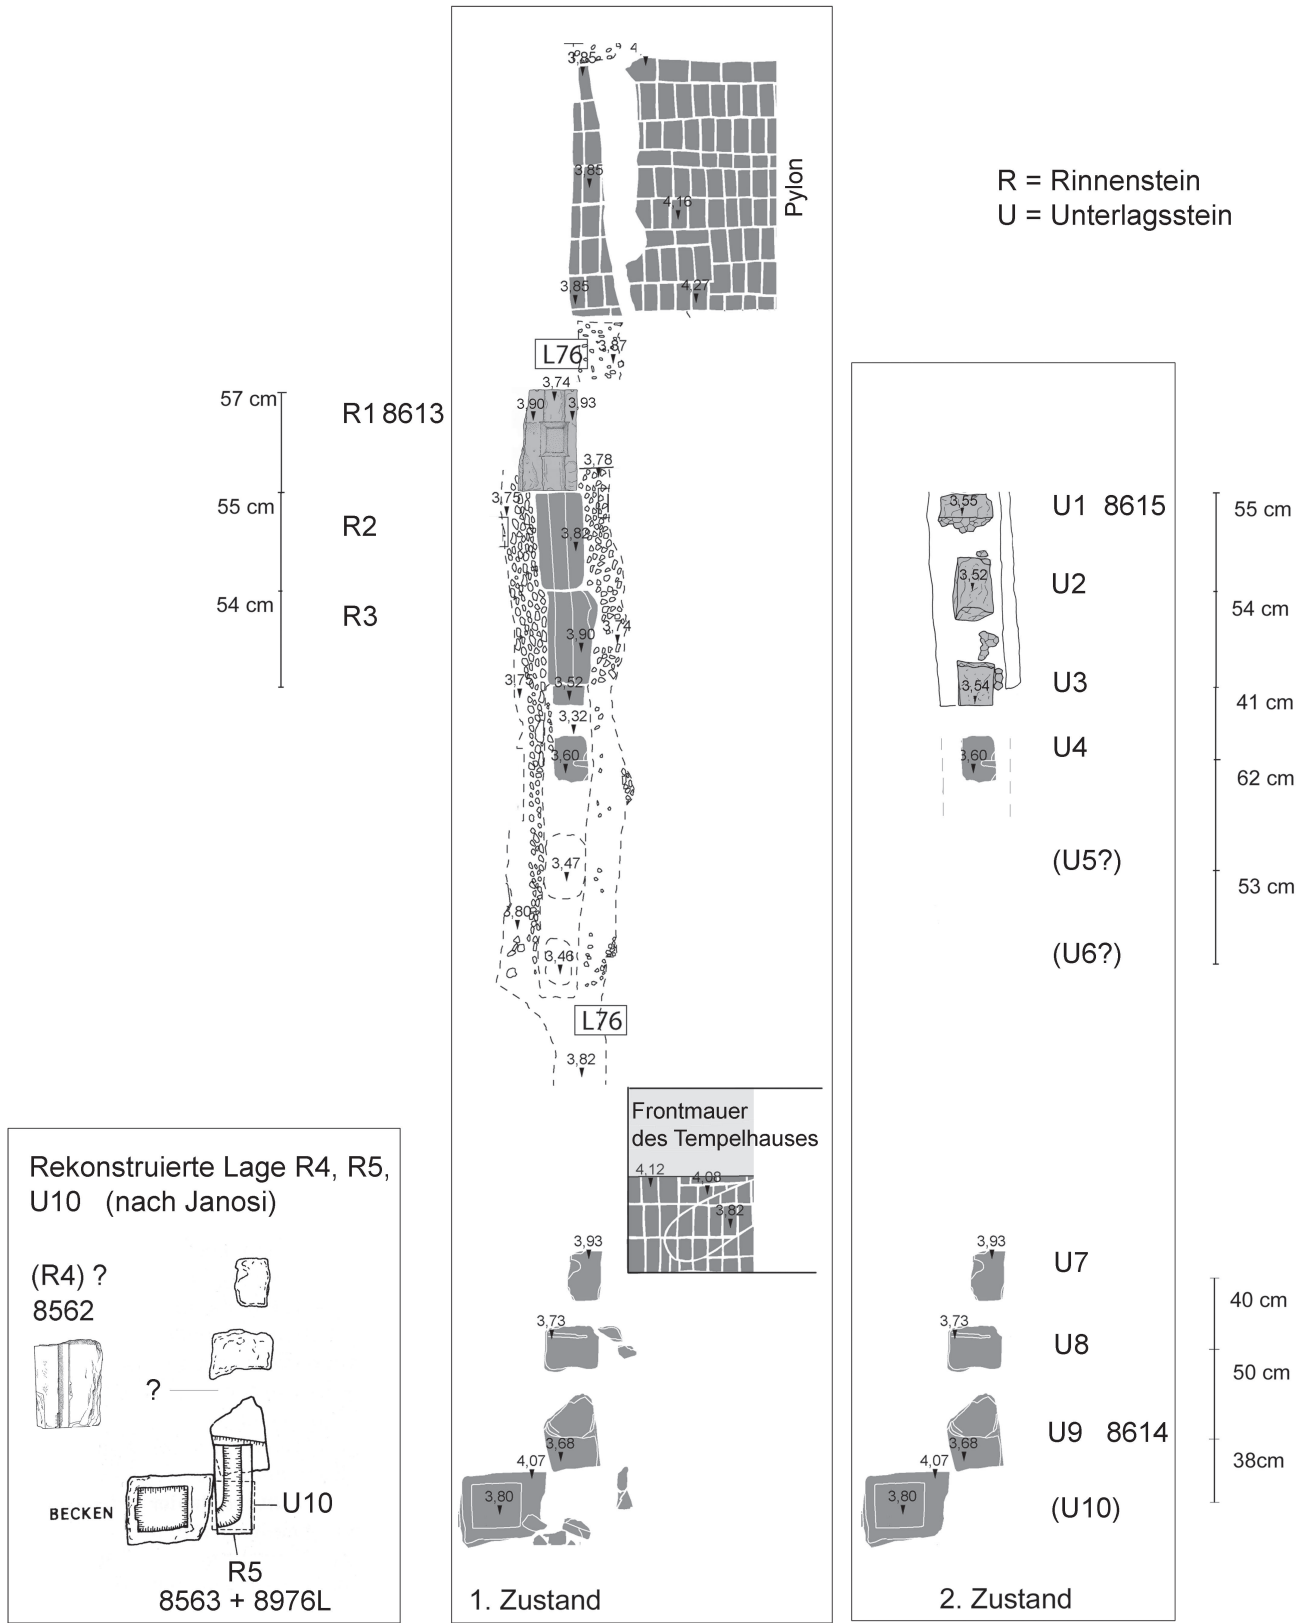 3,85
4,
3,85
4,16
Pylon
3,85
4,27
R = Rinnenstein
U = Unterlagsstein
L76
3,87
57 cm
R1 8613
3,74
3,90
3,93
3,78
55 cm
R2
3,75
3,82
54 cm
R3
3,90
3,74
3,75
3,52
3,32
3,60
3,47
3,80
3,46
L76
3,82
Frontmauer
des Tempelhauses
4,12
4,08
3,82
3,93
3,73
3,68
4,07
3,80
1. Zustand
3,55
U1 8615
55 cm
3,52
U2
54 cm
3,54
U3
41 cm
3,60
U4
62 cm
(U5?)
53 cm
(U6?)
3,93
U7
40 cm
3,73
U8
50 cm
3,68
U9 8614
38cm
4,07
3,80
(U10)
2. Zustand
Rekonstruierte Lage R4, R5,
U10 (nach Janosi)
(R4) ?
8562
?
BECKEN
U10
R5
8563 + 8976L